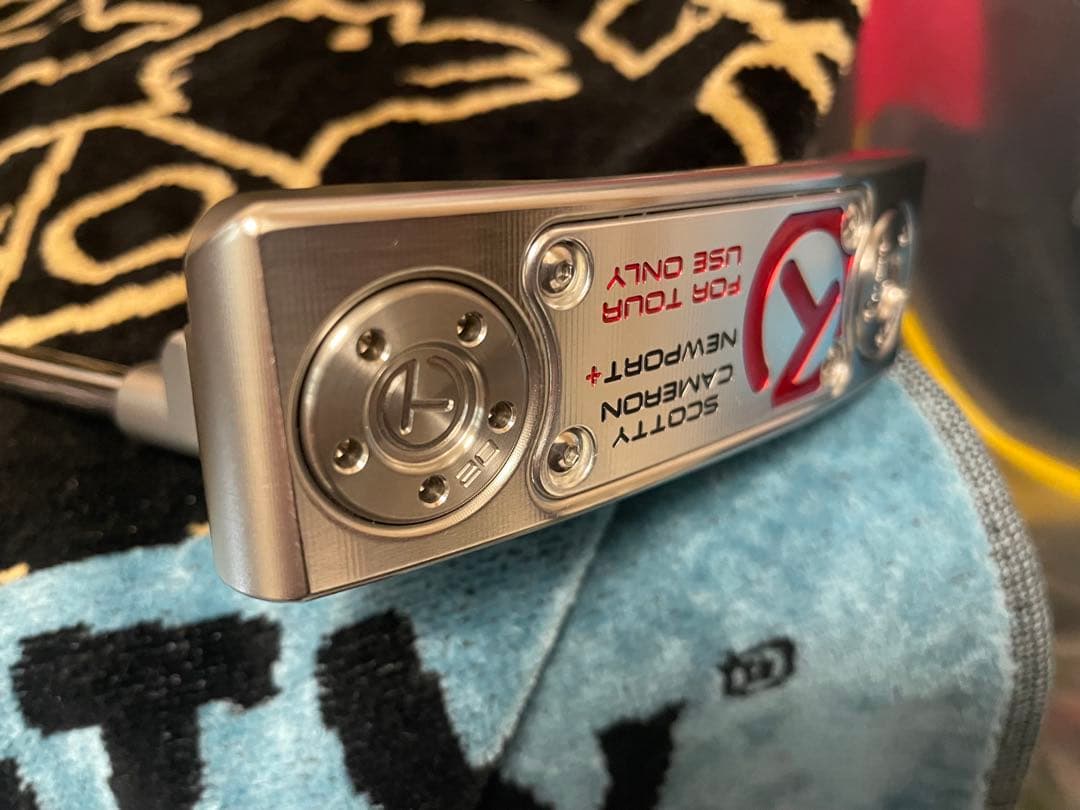 SCOTTY
CAMERON
NEWPORT+
FOR TOUR
USE ONLY